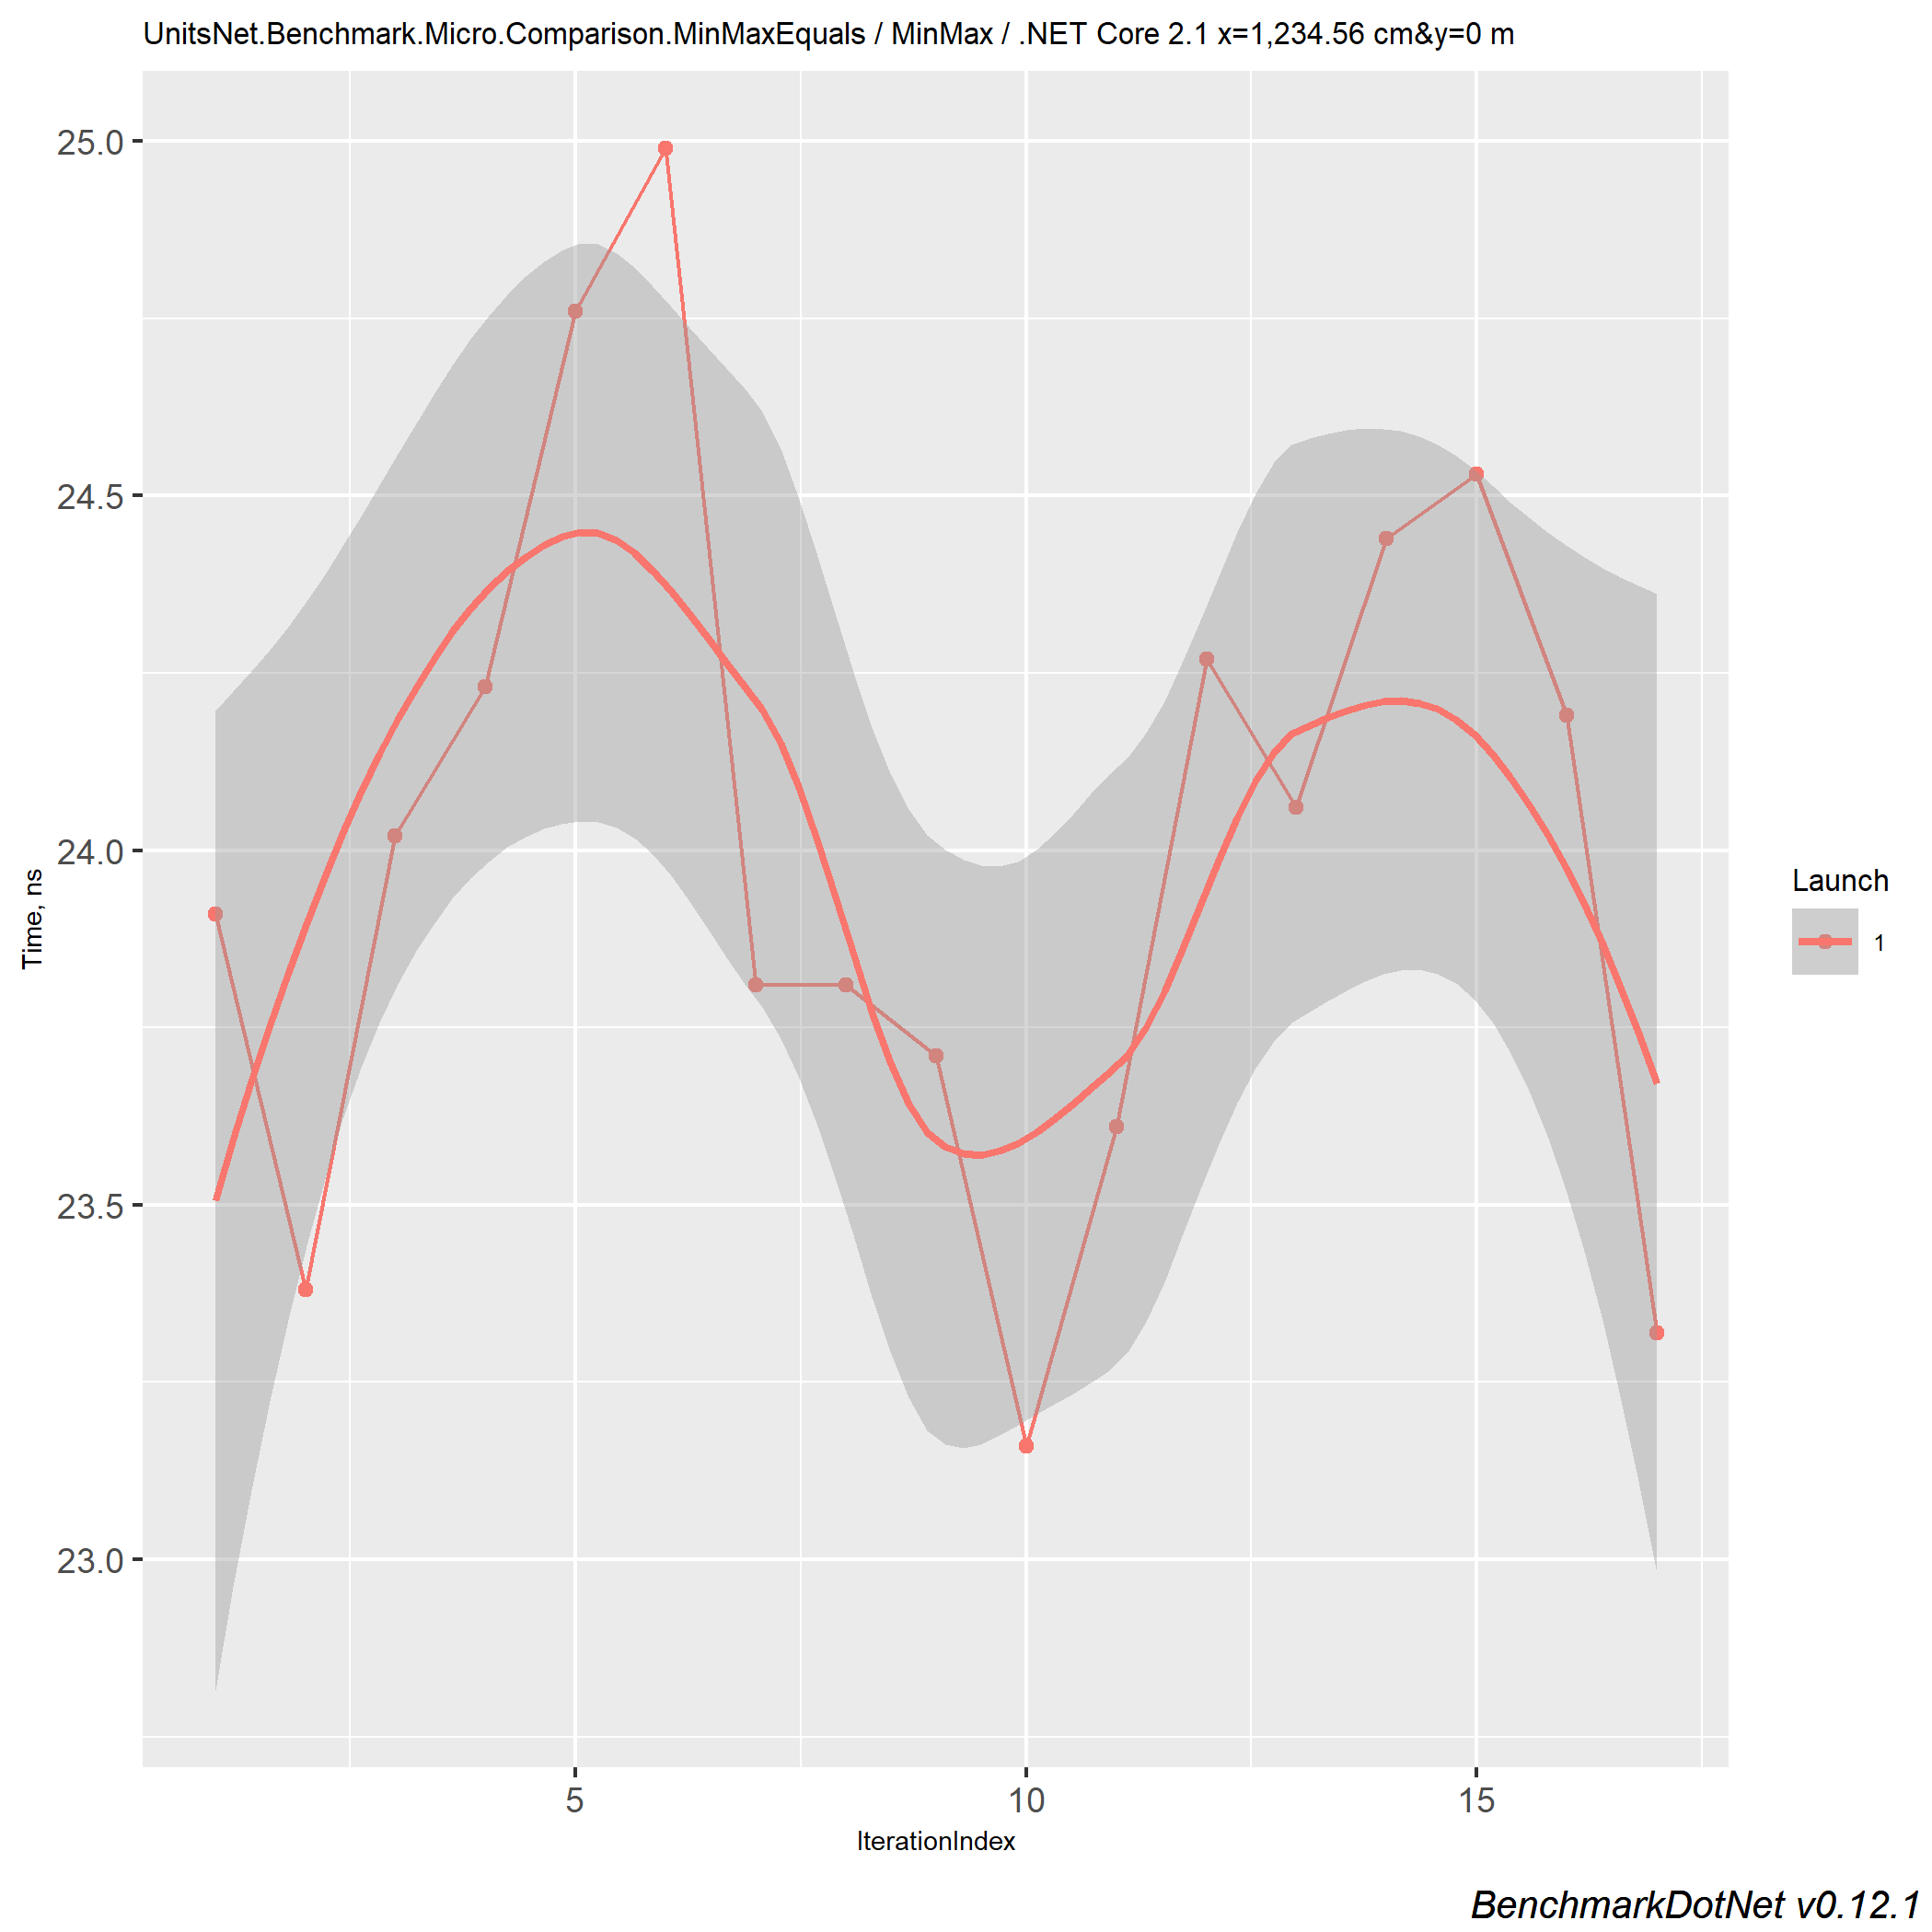 UnitsNet.Benchmark.Micro.Comparison.MinMaxEquals / MinMax / .NET Core 2.1 x=1,234.56 cm&y=0 m
25.0
24.5
24.0
23.5
23.0
Time, ns
5 10 15
IterationIndex
Launch
1
BenchmarkDotNet v0.12.1